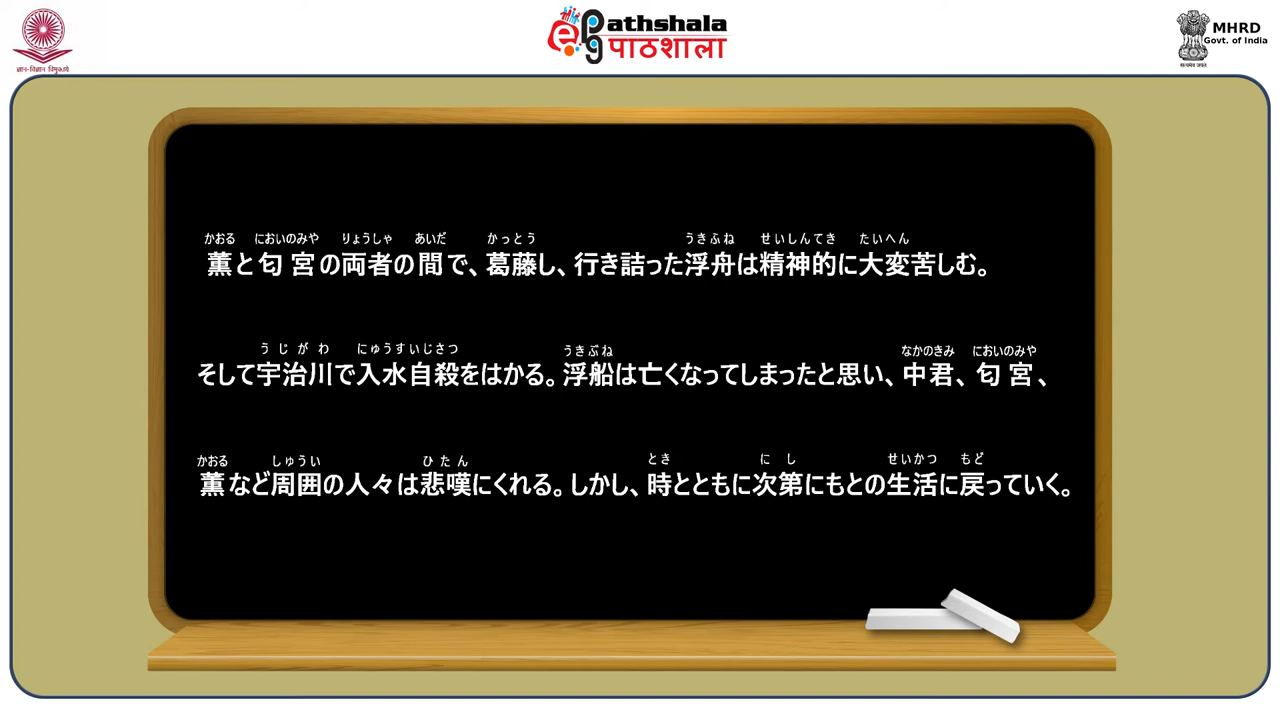 ज्ञान-विज्ञान विमुक्तये
athshala
पाठशाला
MHRD
Govt. of India
सत्यमेव जयते
かおる においのみや りょうしゃ あいだ かっとう うきふね せいしんてき たいへん
薫と匂宮の両者の間で、葛藤し、行き詰った浮舟は精神的に大変苦しむ。
うじがわ にゅうすいじさつ うきぶね なかのきみ においのみや
そして宇治川で入水自殺をはかる。浮船は亡くなってしまったと思い、中君、匂宮、
かおる しゅうい ひたん とき にし せいかつ もど
薫など周囲の人々は悲嘆にくれる。しかし、時とともに次第にもとの生活に戻っていく。